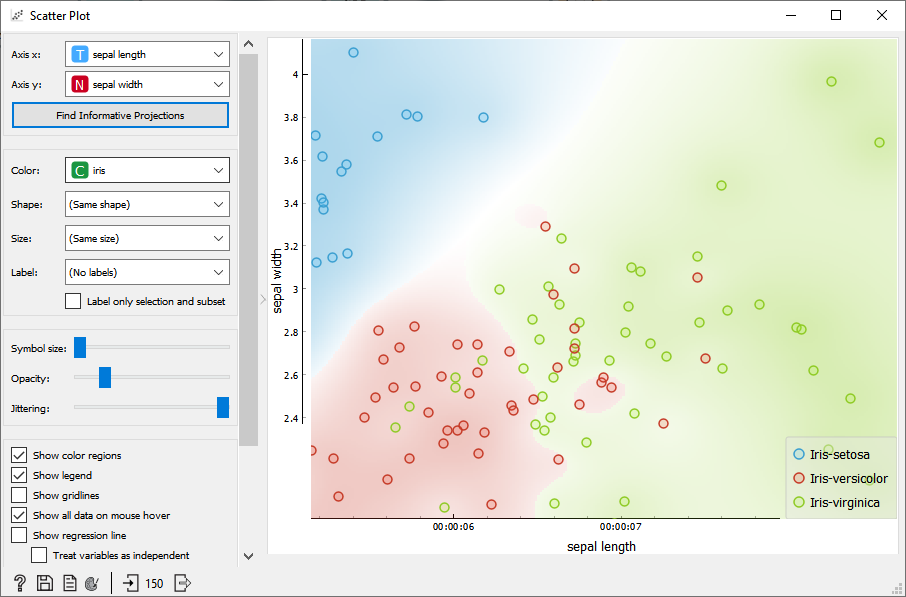 Scatter Plot
Axis x: T sepal length
Axis y: N sepal width
Find Informative Projections
Color: C iris
Shape: (Same shape)
Size: (Same size)
Label: (No labels)
Label only selection and subset
Symbol size:
Opacity:
Jittering:
Show color regions
Show legend
Show gridlines
Show all data on mouse hover
Show regression line
Treat variables as independent
? 150
sepal width
4
3.8
3.6
3.4
3.2
3
2.8
2.6
2.4
00:00:06 00:00:07
sepal length
Iris-setosa
Iris-versicolor
Iris-virginica